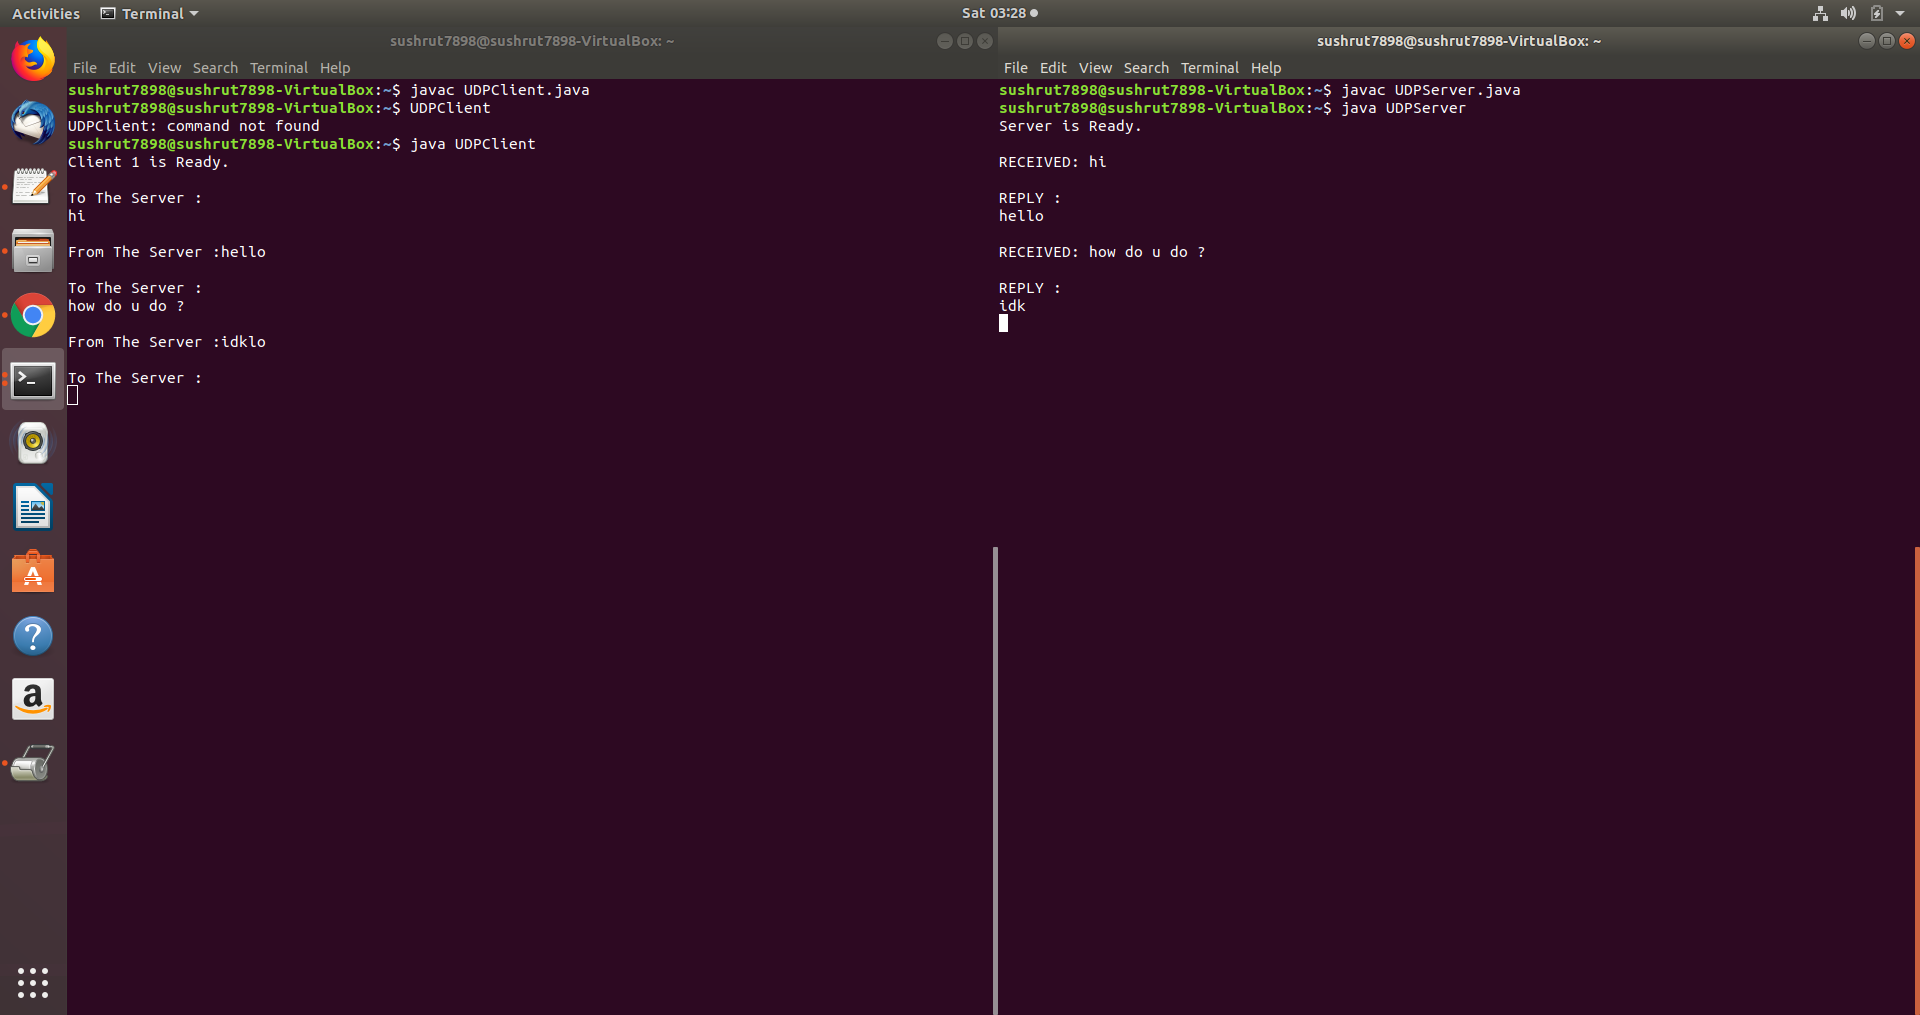 Activities Terminal Sat 03:28
sushrut7898@sushrut7898-VirtualBox: ~
File Edit View Search Terminal Help
sushrut7898@sushrut7898-VirtualBox:~$ javac UDPClient.java
sushrut7898@sushrut7898-VirtualBox:~$ UDPClient
UDPClient: command not found
sushrut7898@sushrut7898-VirtualBox:~$ java UDPClient
Client 1 is Ready.
To The Server :
hi
From The Server :hello
To The Server :
how do u do ?
From The Server :idklo
To The Server :
sushrut7898@sushrut7898-VirtualBox: ~
File Edit View Search Terminal Help
sushrut7898@sushrut7898-VirtualBox:~$ javac UDPServer.java
sushrut7898@sushrut7898-VirtualBox:~$ java UDPServer
Server is Ready.
RECEIVED: hi
REPLY :
hello
RECEIVED: how do u do ?
REPLY :
idk